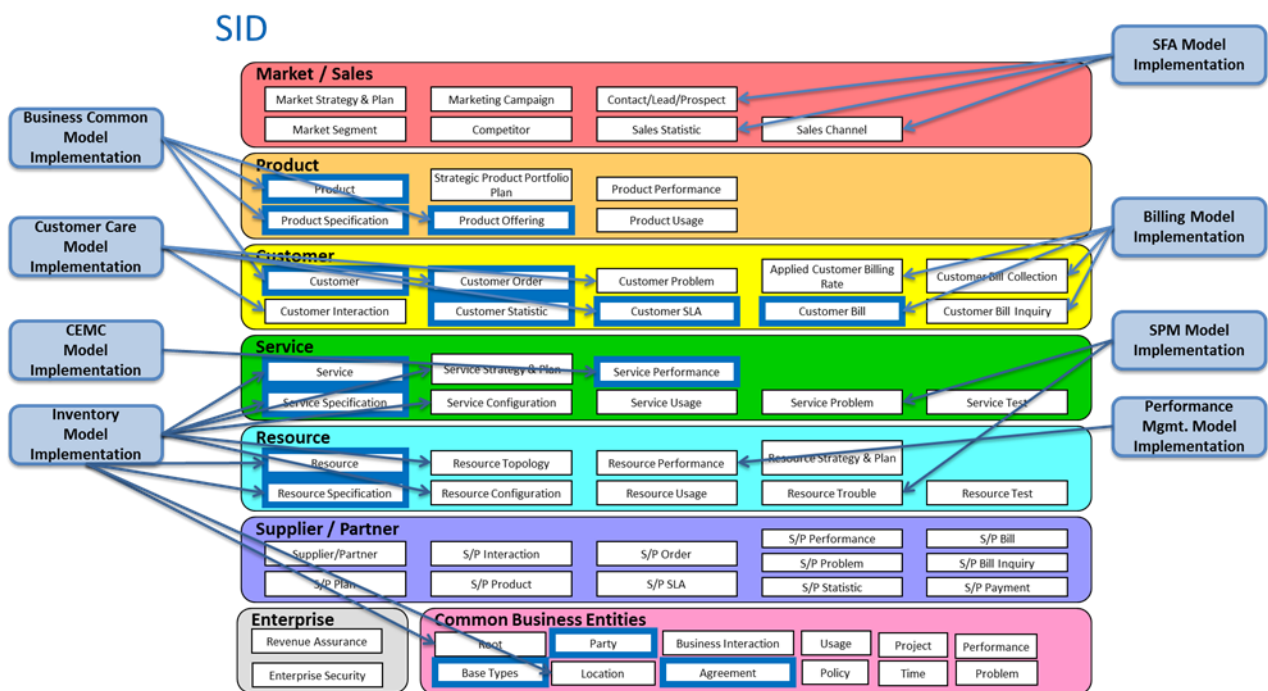 SID
SFA Model
Implementation
Market / Sales
Market Strategy & Plan
Marketing Campaign
Contact/Lead/Prospect
Market Segment
Competitor
Sales Statistic
Sales Channel
Business Common
Model
Implementation
Product
Product
Strategic Product Portfolio
Plan
Product Performance
Product Specification
Product Offering
Product Usage
Customer Care
Model
Implementation
Billing Model
Implementation
Customer
Customer
Customer Order
Customer Problem
Applied Customer Billing
Rate
Customer Bill Collection
Customer Interaction
Customer Statistic
Customer SLA
Customer Bill
Customer Bill Inquiry
CEMC
Model
Implementation
SPM Model
Implementation
Service
Service
Service Strategy & Plan
Service Performance
Service Specification
Service Configuration
Service Usage
Service Problem
Service Test
Inventory
Model
Implementation
Performance
Mgmt. Model
Implementation
Resource
Resource
Resource Topology
Resource Performance
Resource Strategy & Plan
Resource Specification
Resource Configuration
Resource Usage
Resource Trouble
Resource Test
Supplier / Partner
Supplier/Partner
S/P Interaction
S/P Order
S/P Performance
S/P Bill
S/P Problem
S/P Bill Inquiry
S/P Plan
S/P Product
S/P SLA
S/P Statistic
S/P Payment
Enterprise
Revenue Assurance
Enterprise Security
Common Business Entities
Root
Party
Business Interaction
Usage
Project
Performance
Base Types
Location
Agreement
Policy
Time
Problem